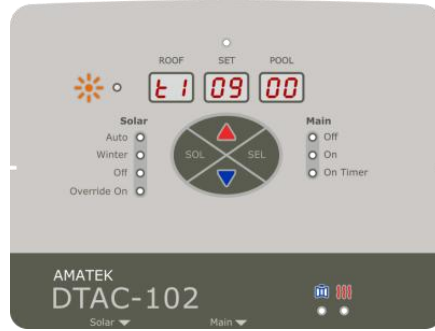 ROOF SET POOL
t1 09 00
Solar Main
Auto Off
Winter SOL SEL On
Off On Timer
Override On
AMATEK
DTAC-102
Solar Main